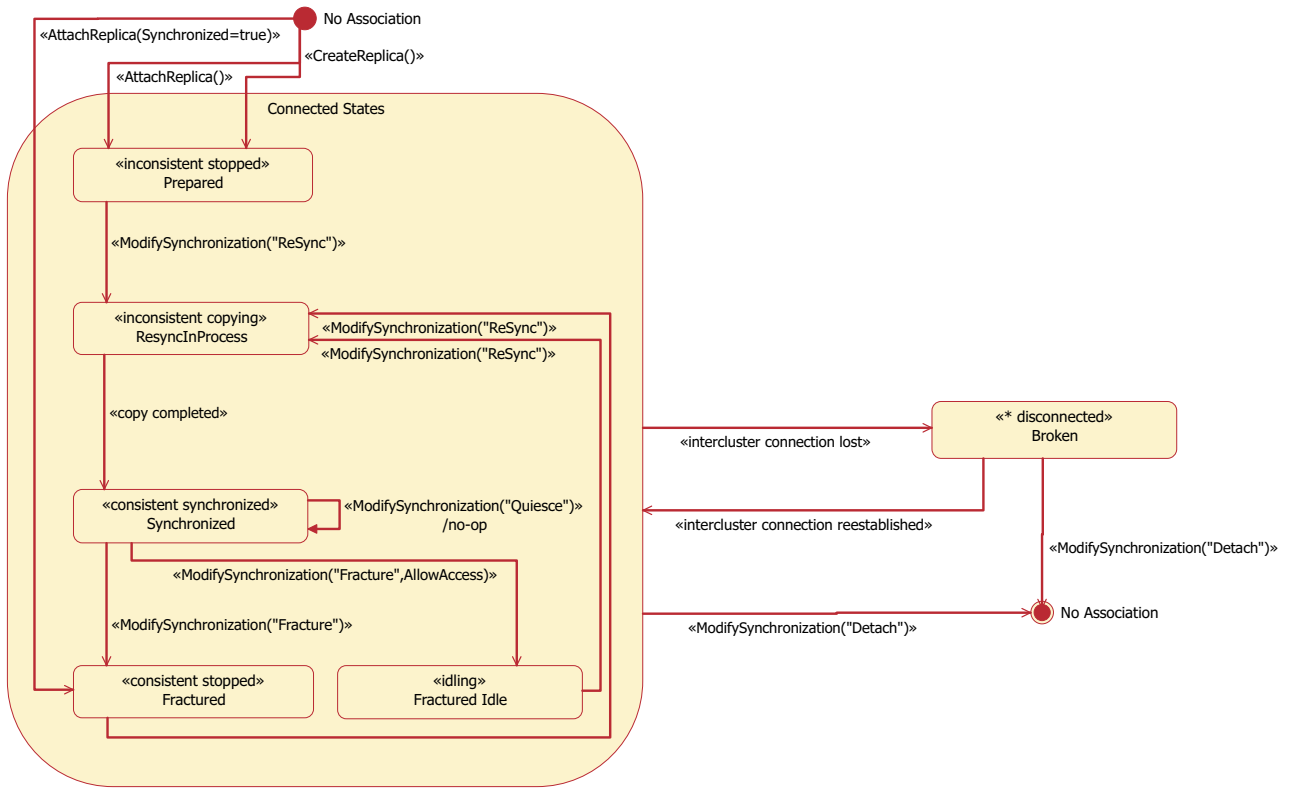 No Association
«AttachReplica(Synchronized=true)»
«CreateReplica()»
«AttachReplica()»
Connected States
«inconsistent stopped»
Prepared
«ModifySynchronization("ReSync")»
«inconsistent copying»
ResyncInProcess
«ModifySynchronization("ReSync")»
«ModifySynchronization("ReSync")»
«copy completed»
«* disconnected»
Broken
«intercluster connection lost»
«consistent synchronized»
Synchronized
«ModifySynchronization("Quiesce")»
/no-op
«intercluster connection reestablished»
«ModifySynchronization("Detach")»
«ModifySynchronization("Fracture",AllowAccess)»
«ModifySynchronization("Fracture")»
«ModifySynchronization("Detach")»
No Association
«consistent stopped»
Fractured
«idling»
Fractured Idle